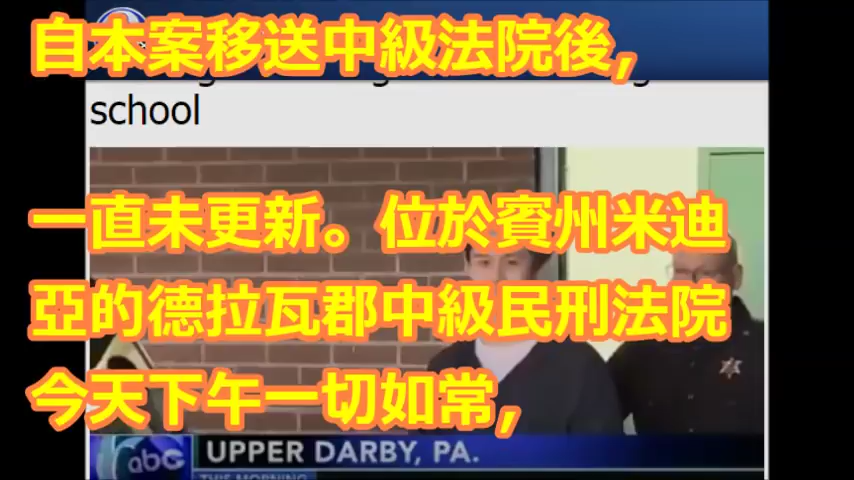 自本案移送中級法院後，
school
一直未更新。位於賓州米迪
亞的德拉瓦郡中級民刑法院
今天下午一切如常，
abc
UPPER DARBY, PA.
THIS MORNING